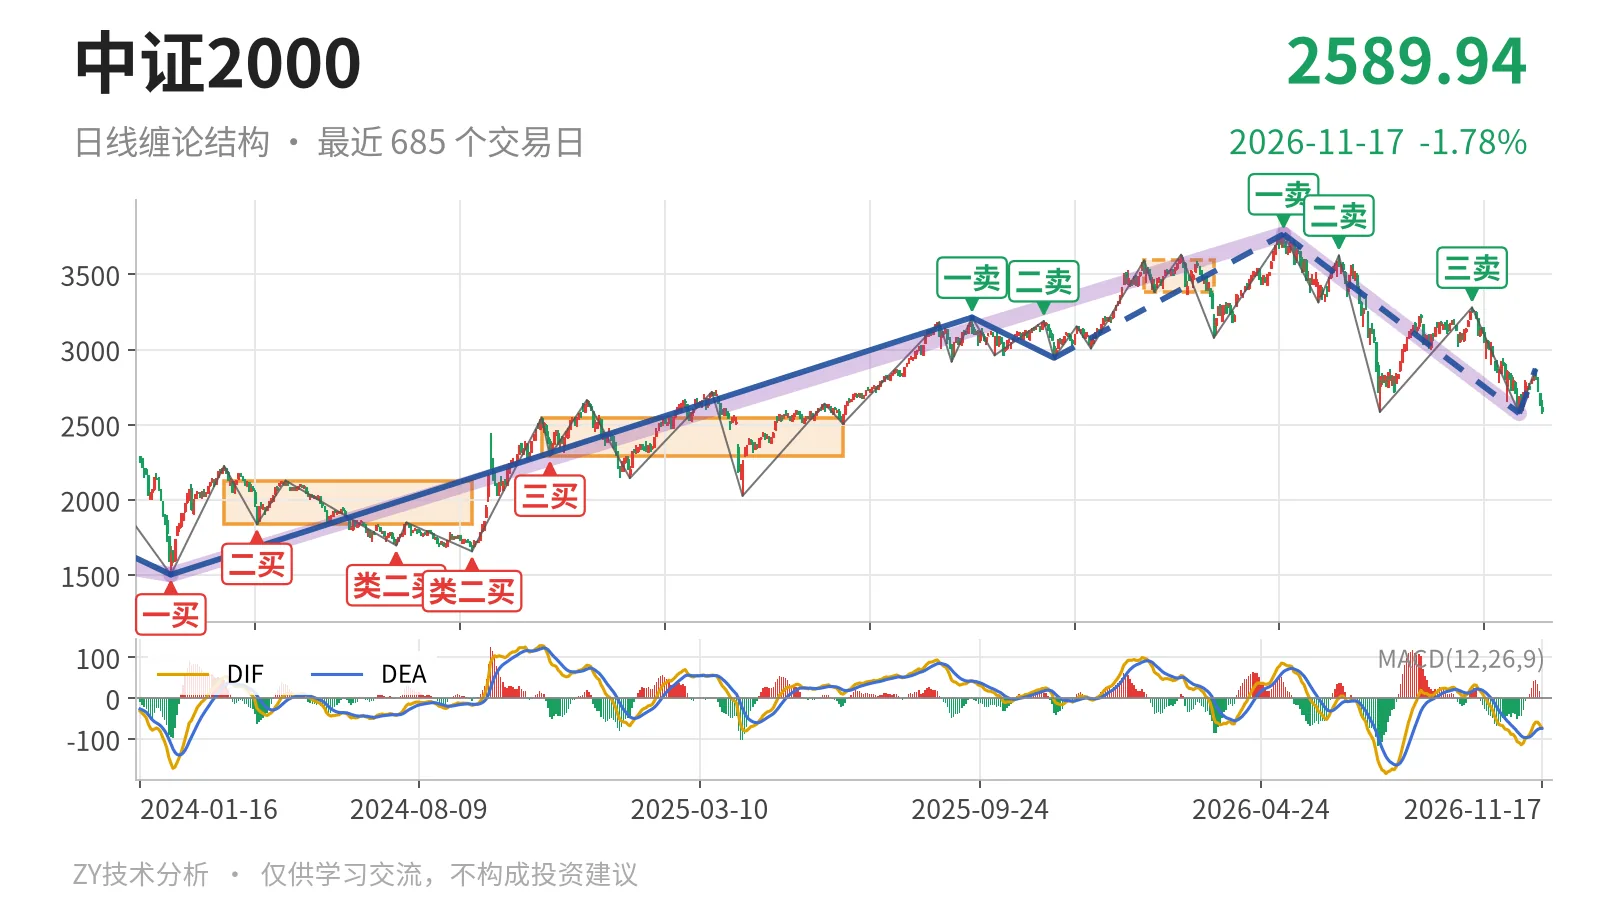 中证2000
2589.94
日线缠论结构 · 最近 685 个交易日
2026-11-17 -1.78%
一卖
二卖
一卖
二卖
三卖
3500
3000
2500
2000
1500
三买
二买
类二买
类二买
一买
100
0
-100
DIF
DEA
MACD(12,26,9)
2024-01-16
2024-08-09
2025-03-10
2025-09-24
2026-04-24
2026-11-17
ZY技术分析 · 仅供学习交流，不构成投资建议